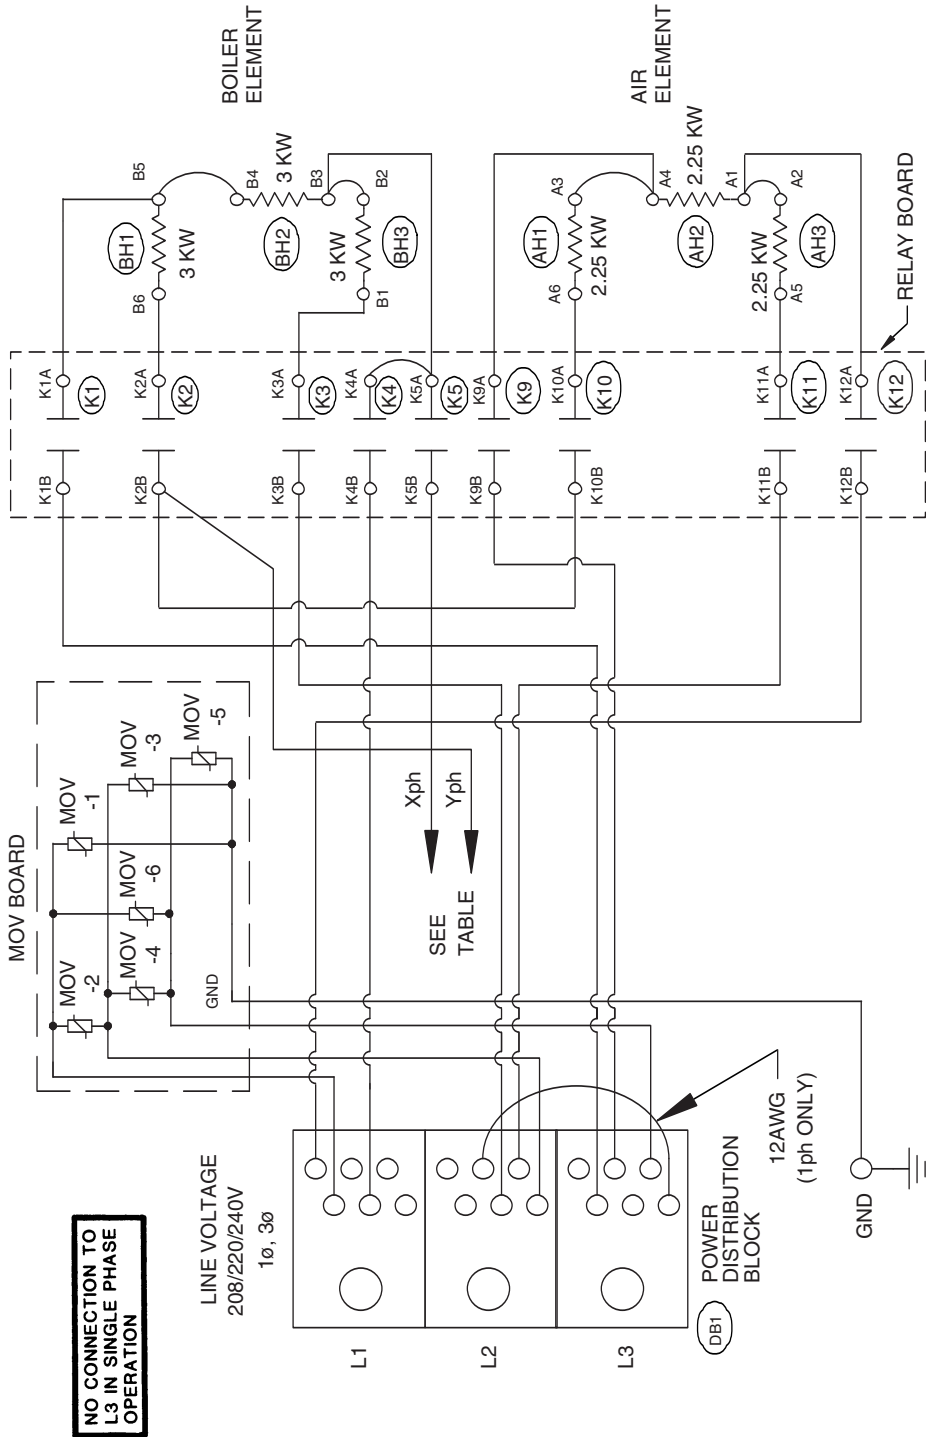 NO CONNECTION TO
L3 IN SINGLE PHASE
OPERATION
MOV BOARD
MOV
-2
MOV
-4
MOV
-6
MOV
-1
MOV
-3
MOV
-5
GND
LINE VOLTAGE
208/220/240V
1ø, 3ø
L1
L2
L3
DB1
POWER
DISTRIBUTION
BLOCK
12AWG
(1ph ONLY)
GND
SEE
TABLE
Xph
Yph
K1B
K2B
K3B
K4B
K5B
K9B
K10B
K11B
K12B
K1A
K2A
K3A
K4A
K5A
K9A
K10A
K11A
K12A
K1
K2
K3
K4
K5
K9
K10
K11
K12
RELAY BOARD
BOILER
ELEMENT
B5
B6
BH1
3 KW
B4
B3
BH2
3 KW
B2
B1
BH3
3 KW
AIR
ELEMENT
A3
A6
AH1
2.25 KW
A4
A1
AH2
2.25 KW
A2
A5
AH3
2.25 KW